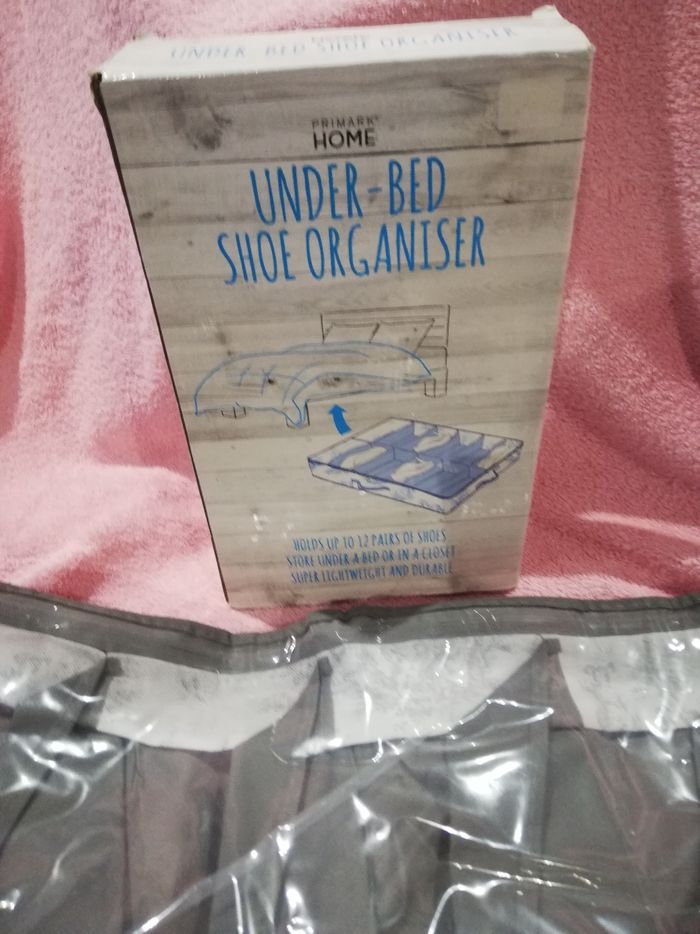 UNDER-BED SHOE ORGANISER
PRIMARK
HOME
UNDER-BED
SHOE ORGANISER
HOLDS UP TO 12 PAIRS OF SHOES
STORE UNDER A BED OR IN A CLOSET
SUPER LIGHTWEIGHT AND DURABLE